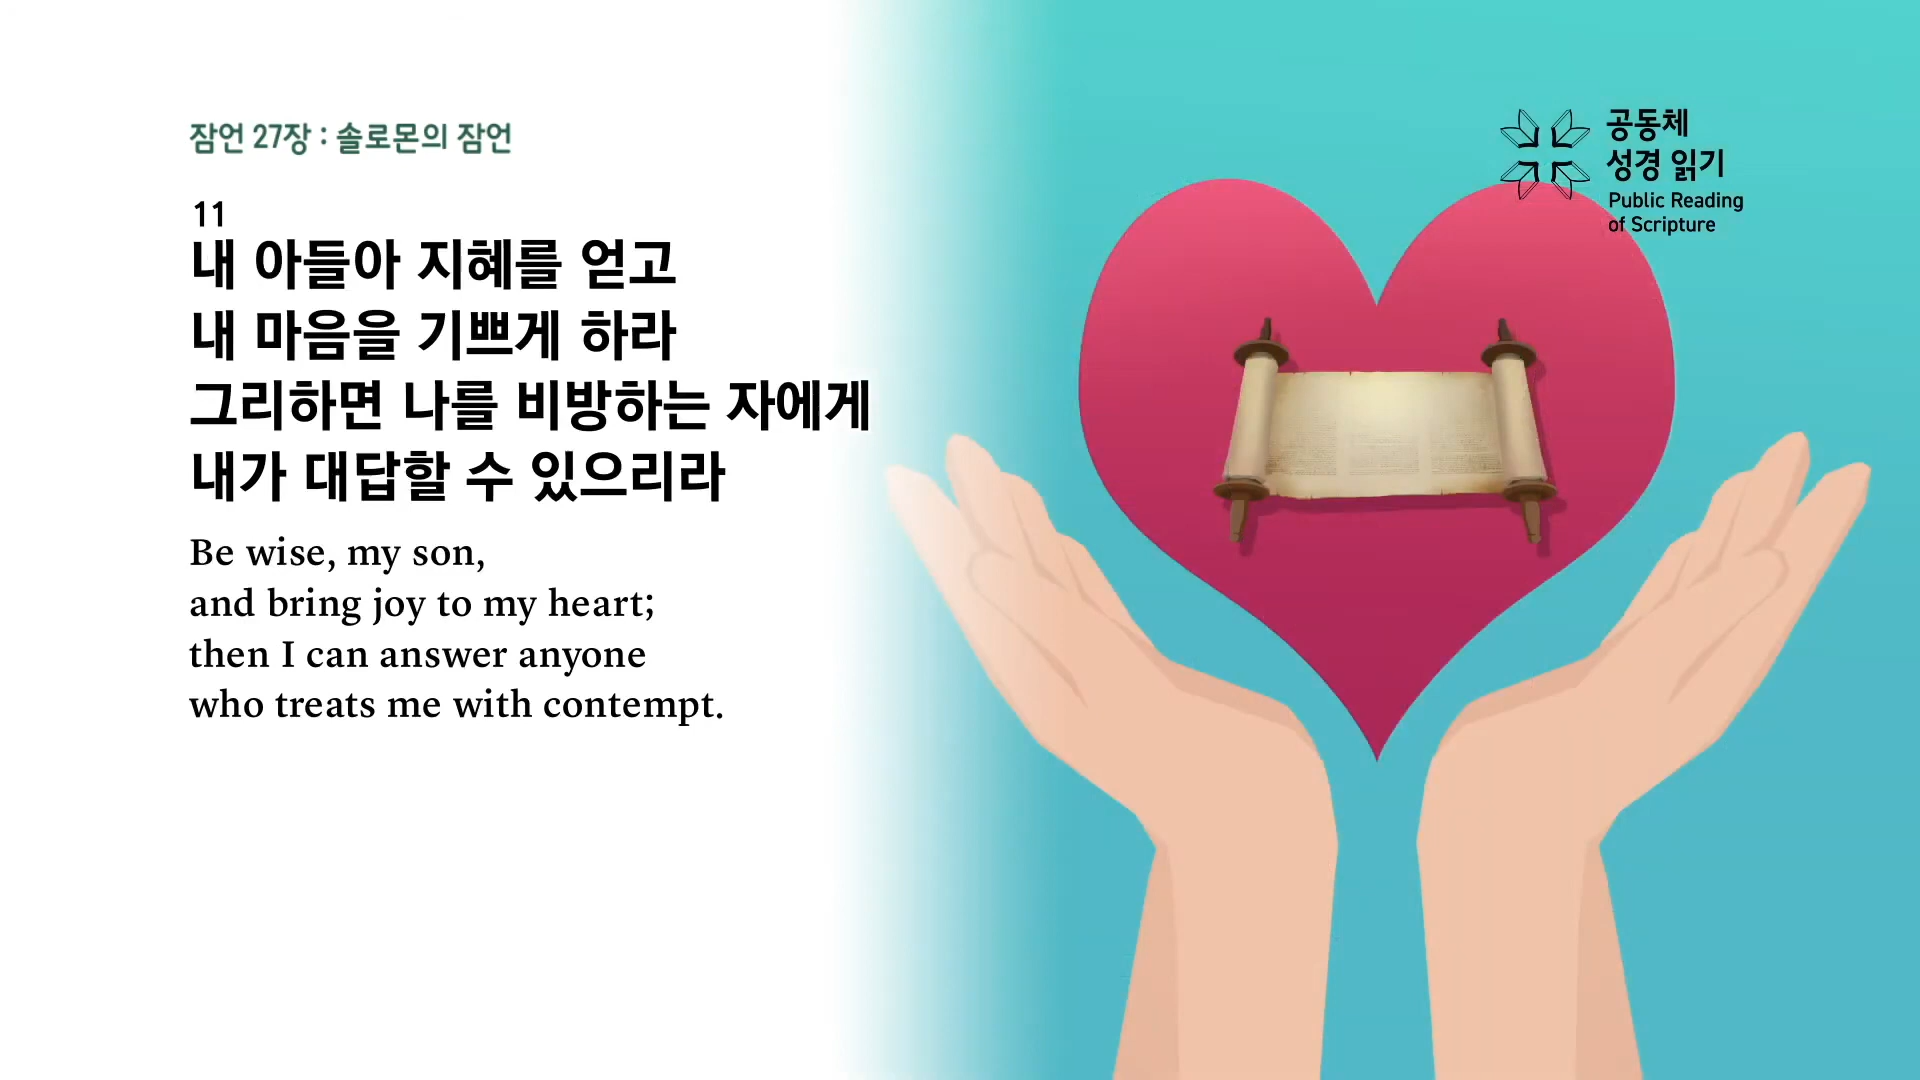 잠언 27장 : 솔로몬의 잠언
11
내 아들아 지혜를 얻고
내 마음을 기쁘게 하라
그리하면 나를 비방하는 자에게
내가 대답할 수 있으리라
Be wise, my son,
and bring joy to my heart;
then I can answer anyone
who treats me with contempt.
공동체
성경 읽기
Public Reading
of Scripture